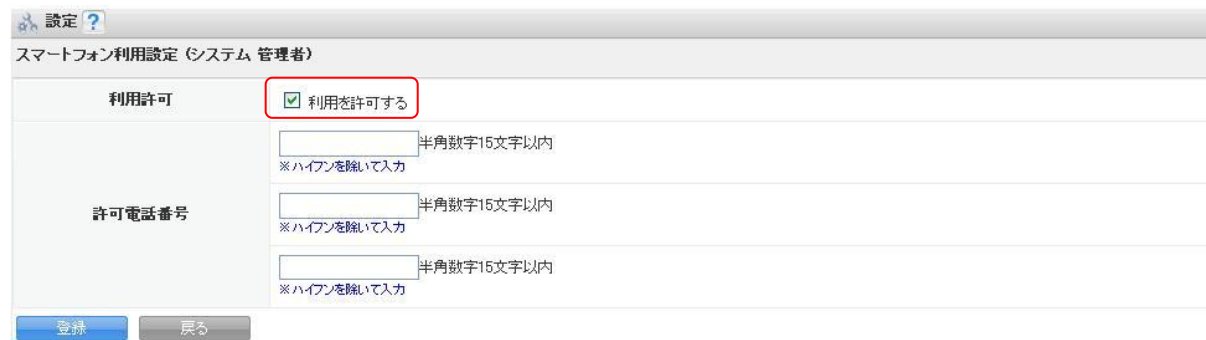 設定 ?
スマートフォン利用設定 (システム 管理者)
利用許可
利用を許可する
許可電話番号
半角数字15文字以内
※ハイフンを除いて入力
半角数字15文字以内
※ハイフンを除いて入力
半角数字15文字以内
※ハイフンを除いて入力
登録 戻る